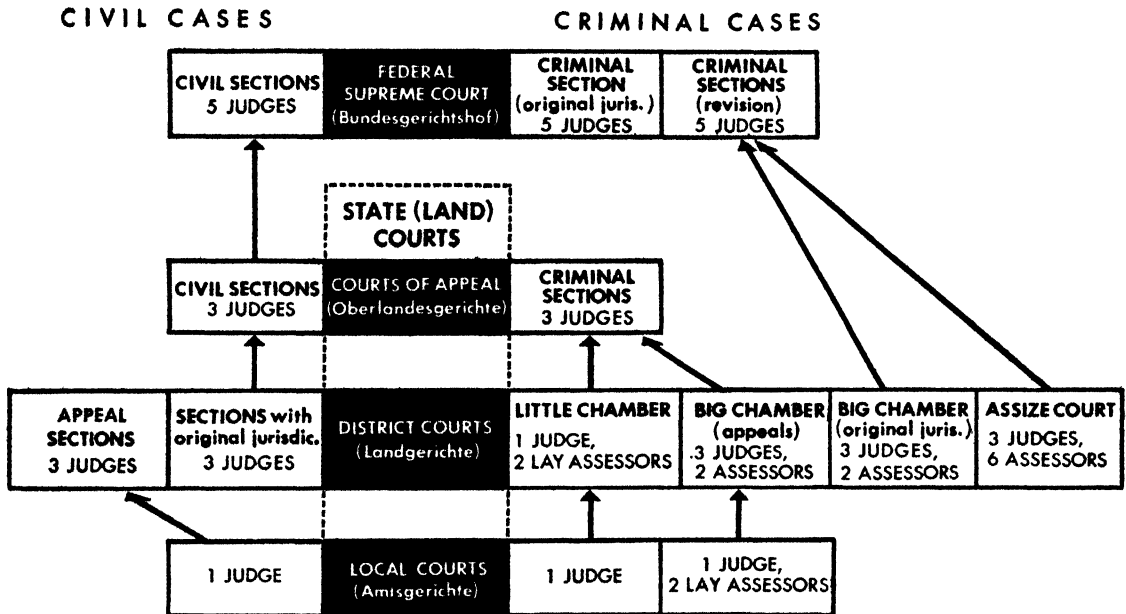 CIVIL CASES
CRIMINAL CASES
CIVIL SECTIONS
5 JUDGES
FEDERAL
SUPREME COURT
(Bundesgerichtshof)
CRIMINAL
SECTION
(original juris.)
5 JUDGES
CRIMINAL
SECTIONS
(revision)
5 JUDGES
STATE (LAND)
COURTS
CIVIL SECTIONS
3 JUDGES
COURTS OF APPEAL
(Oberlandesgerichte)
CRIMINAL
SECTIONS
3 JUDGES
APPEAL
SECTIONS
3 JUDGES
SECTIONS with
original jurisdic.
3 JUDGES
DISTRICT COURTS
(Landgerichte)
LITTLE CHAMBER
1 JUDGE,
2 LAY ASSESSORS
BIG CHAMBER
(appeals)
.3 JUDGES,
2 ASSESSORS
BIG CHAMBER
(original juris.)
3 JUDGES,
2 ASSESSORS
ASSIZE COURT
3 JUDGES,
6 ASSESSORS
1 JUDGE
LOCAL COURTS
(Amtsgerichte)
1 JUDGE
1 JUDGE,
2 LAY ASSESSORS